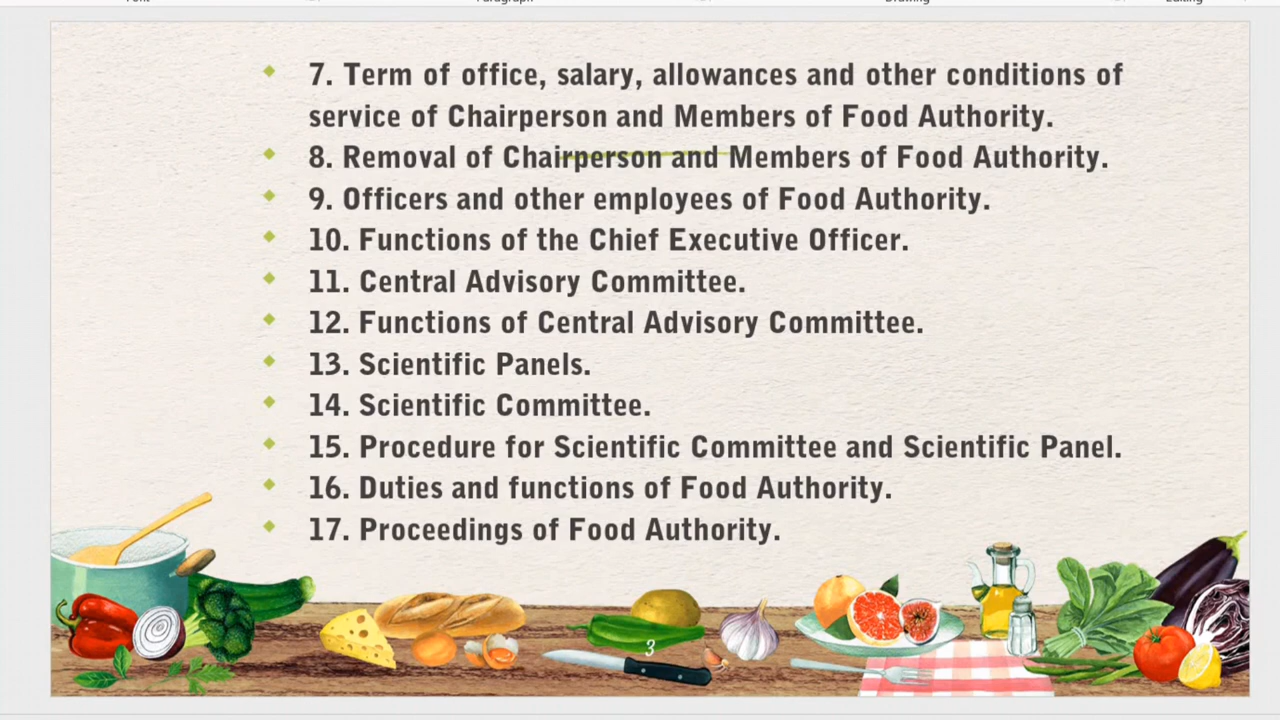 7. Term of office, salary, allowances and other conditions of
service of Chairperson and Members of Food Authority.
8. Removal of Chairperson and Members of Food Authority.
9. Officers and other employees of Food Authority.
10. Functions of the Chief Executive Officer.
11. Central Advisory Committee.
12. Functions of Central Advisory Committee.
13. Scientific Panels.
14. Scientific Committee.
15. Procedure for Scientific Committee and Scientific Panel.
16. Duties and functions of Food Authority.
17. Proceedings of Food Authority.
3